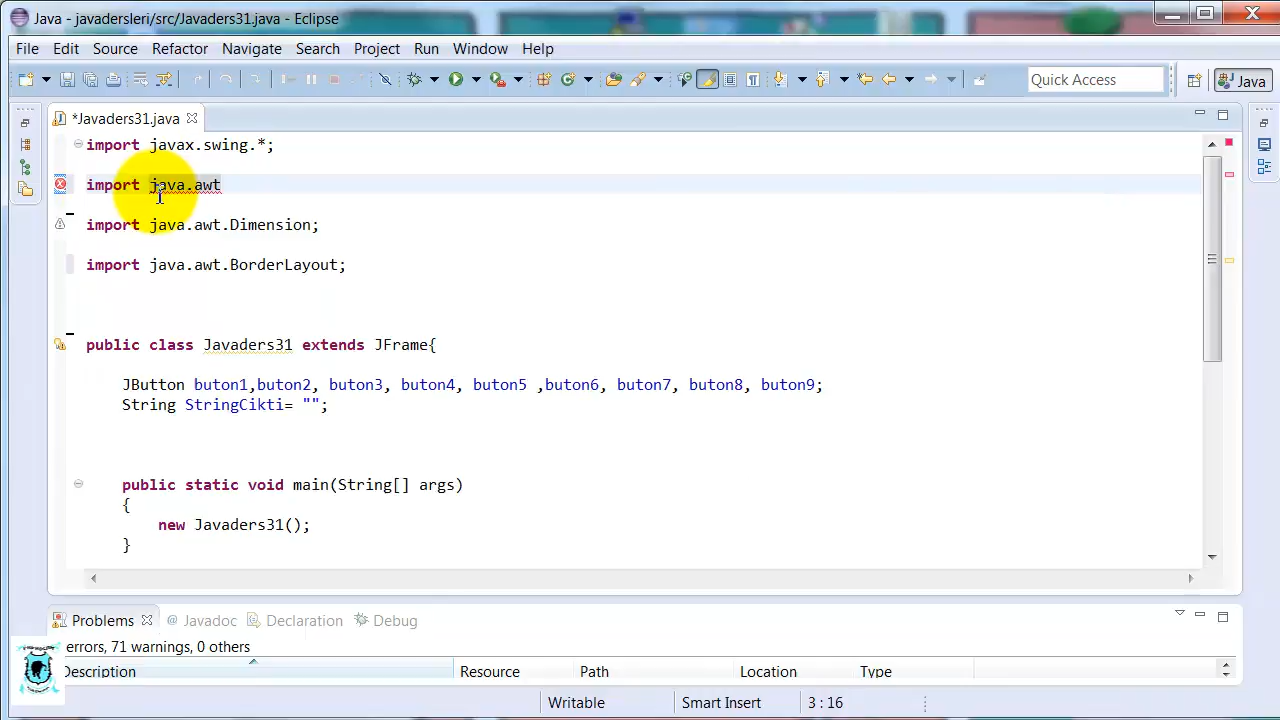 Java - javadersleri/src/Javaders31.java - Eclipse
File Edit Source Refactor Navigate Search Project Run Window Help
Quick Access Java
*Javaders31.java
import javax.swing.*;
import java.awt
import java.awt.Dimension;
import java.awt.BorderLayout;
public class Javaders31 extends JFrame{
JButton buton1,buton2, buton3, buton4, buton5 ,buton6, buton7, buton8, buton9;
String StringCikti= "";
public static void main(String[] args)
{
new Javaders31();
}
Problems @ Javadoc Declaration Debug
errors, 71 warnings, 0 others
Description Resource Path Location Type
Writable Smart Insert 3 : 16